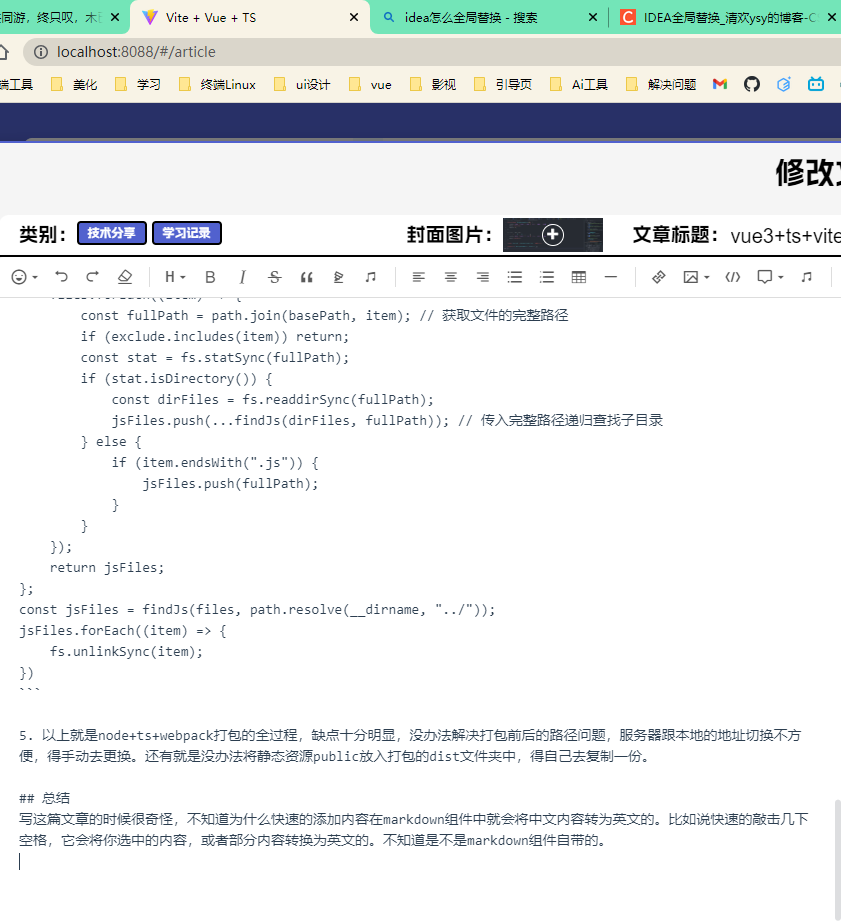 同游，终只叹，木
Vite + Vue + TS
idea怎么全局替换 - 搜索
IDEA全局替换_清欢ysy的博客-C
localhost:8088/#/article
端工具 美化 学习 终端Linux ui设计 vue 影视 引导页 Ai工具 解决问题
修改
类别： 技术分享 学习记录 封面图片： 文章标题： vue3+ts+vite
H B I S
const fullPath = path.join(basePath, item); // 获取文件的完整路径
if (exclude.includes(item)) return;
const stat = fs.statSync(fullPath);
if (stat.isDirectory()) {
const dirFiles = fs.readdirSync(fullPath);
jsFiles.push(...findJs(dirFiles, fullPath)); // 传入完整路径递归查找子目录
} else {
if (item.endsWith(".js")) {
jsFiles.push(fullPath);
}
}
});
return jsFiles;
};
const jsFiles = findJs(files, path.resolve(__dirname, "../"));
jsFiles.forEach((item) => {
fs.unlinkSync(item);
})
```
5. 以上就是node+ts+webpack打包的全过程，缺点十分明显，没办法解决打包前后的路径问题，服务器跟本地的地址切换不方
便，得手动去更换。还有就是没办法将静态资源public放入打包的dist文件夹中，得自己去复制一份。
## 总结
写这篇文章的时候很奇怪，不知道为什么快速的添加内容在markdown组件中就会将中文内容转为英文的。比如说快速的敲击几下
空格，它会将你选中的内容，或者部分内容转换为英文的。不知道是不是markdown组件自带的。